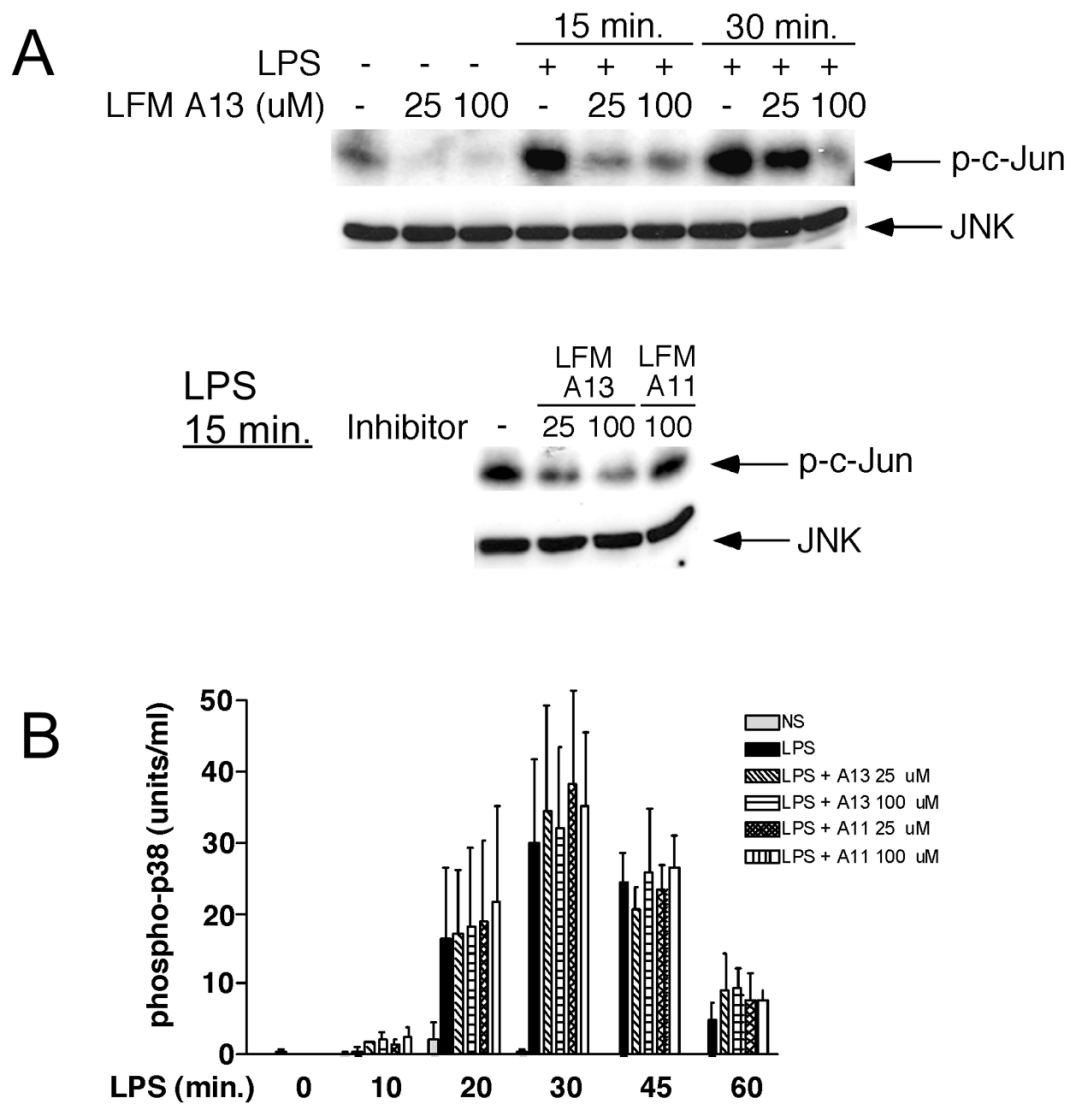 A
15 min. 30 min.
LPS - - - + + + + + +
LFM A13 (uM) - 25 100 - 25 100 - 25 100
p-c-Jun
JNK
LFM LFM
A13 A11
LPS
15 min. Inhibitor - 25 100 100
p-c-Jun
JNK
B
phospho-p38 (units/ml)
50
40
30
20
10
0
NS
LPS
LPS + A13 25 uM
LPS + A13 100 uM
LPS + A11 25 uM
LPS + A11 100 uM
LPS (min.) 0 10 20 30 45 60